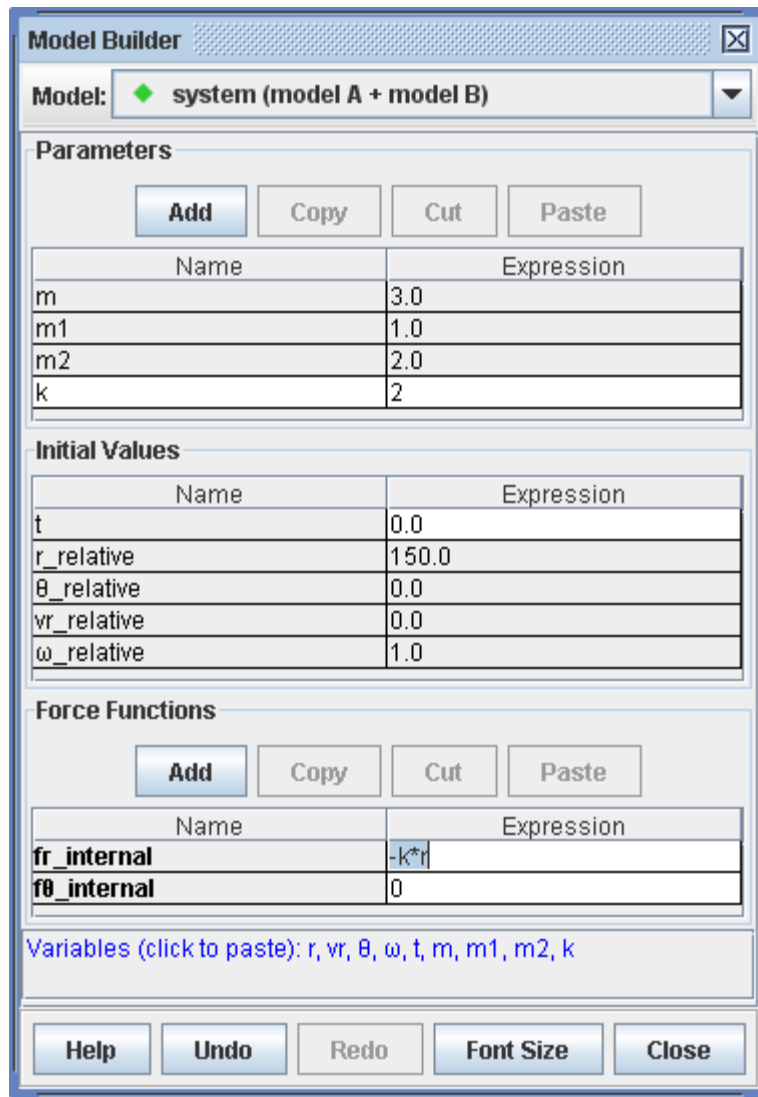 Model Builder
Model: system (model A + model B)
Parameters
Add Copy Cut Paste
Name Expression
m 3.0
m1 1.0
m2 2.0
k 2
Initial Values
Name Expression
t 0.0
r_relative 150.0
θ_relative 0.0
vr_relative 0.0
ω_relative 1.0
Force Functions
Add Copy Cut Paste
Name Expression
fr_internal -k*r
fθ_internal 0
Variables (click to paste): r, vr, θ, ω, t, m, m1, m2, k
Help Undo Redo Font Size Close